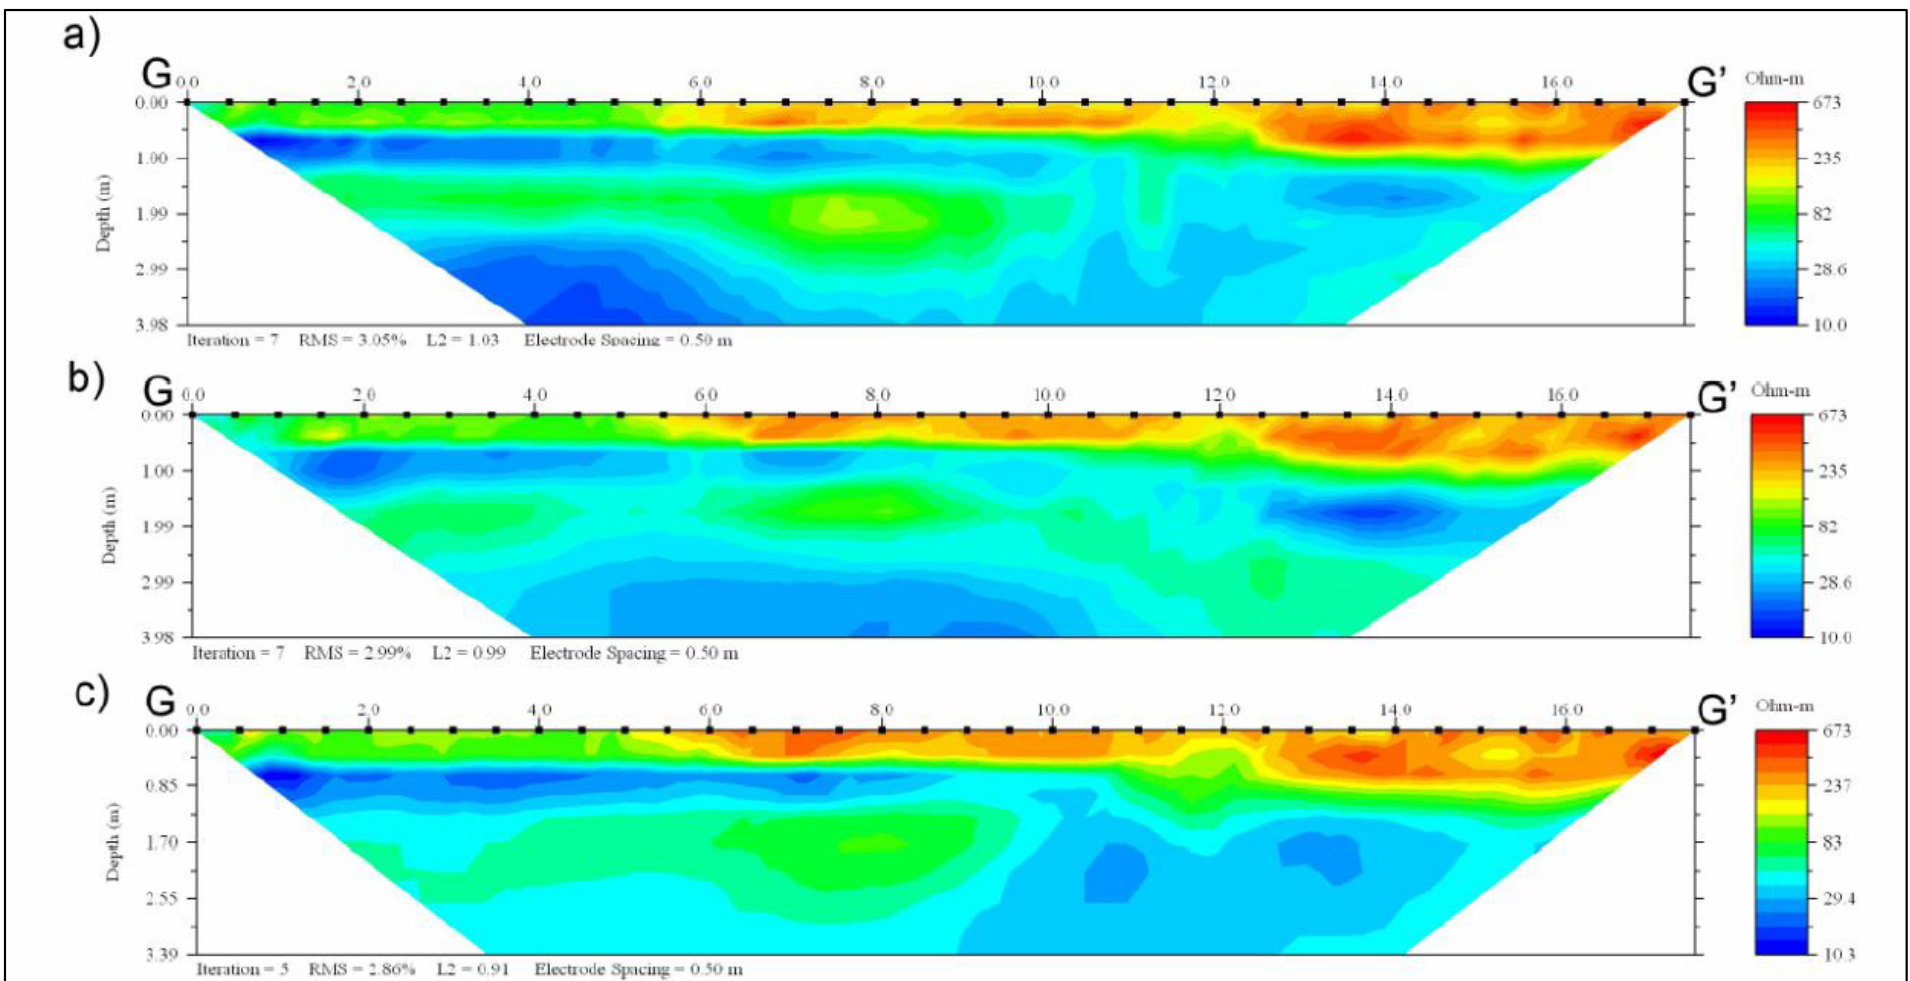 a)
G 0.0 2.0 4.0 6.0 8.0 10.0 12.0 14.0 16.0 G' Ohm-m
0.00 673
1.00 235
1.99 82
2.99 28.6
3.98 10.0
Depth (m)
Iteration = 7 RMS = 3.05% L2 = 1.03 Electrode Spacing = 0.50 m
b)
G 0.0 2.0 4.0 6.0 8.0 10.0 12.0 14.0 16.0 G' Ohm-m
0.00 673
1.00 235
1.99 82
2.99 28.6
3.98 10.0
Depth (m)
Iteration = 7 RMS = 2.99% L2 = 0.99 Electrode Spacing = 0.50 m
c)
G 0.0 2.0 4.0 6.0 8.0 10.0 12.0 14.0 16.0 G' Ohm-m
0.00 673
0.85 237
1.70 83
2.55 29.4
3.39 10.3
Depth (m)
Iteration = 5 RMS = 2.86% L2 = 0.91 Electrode Spacing = 0.50 m